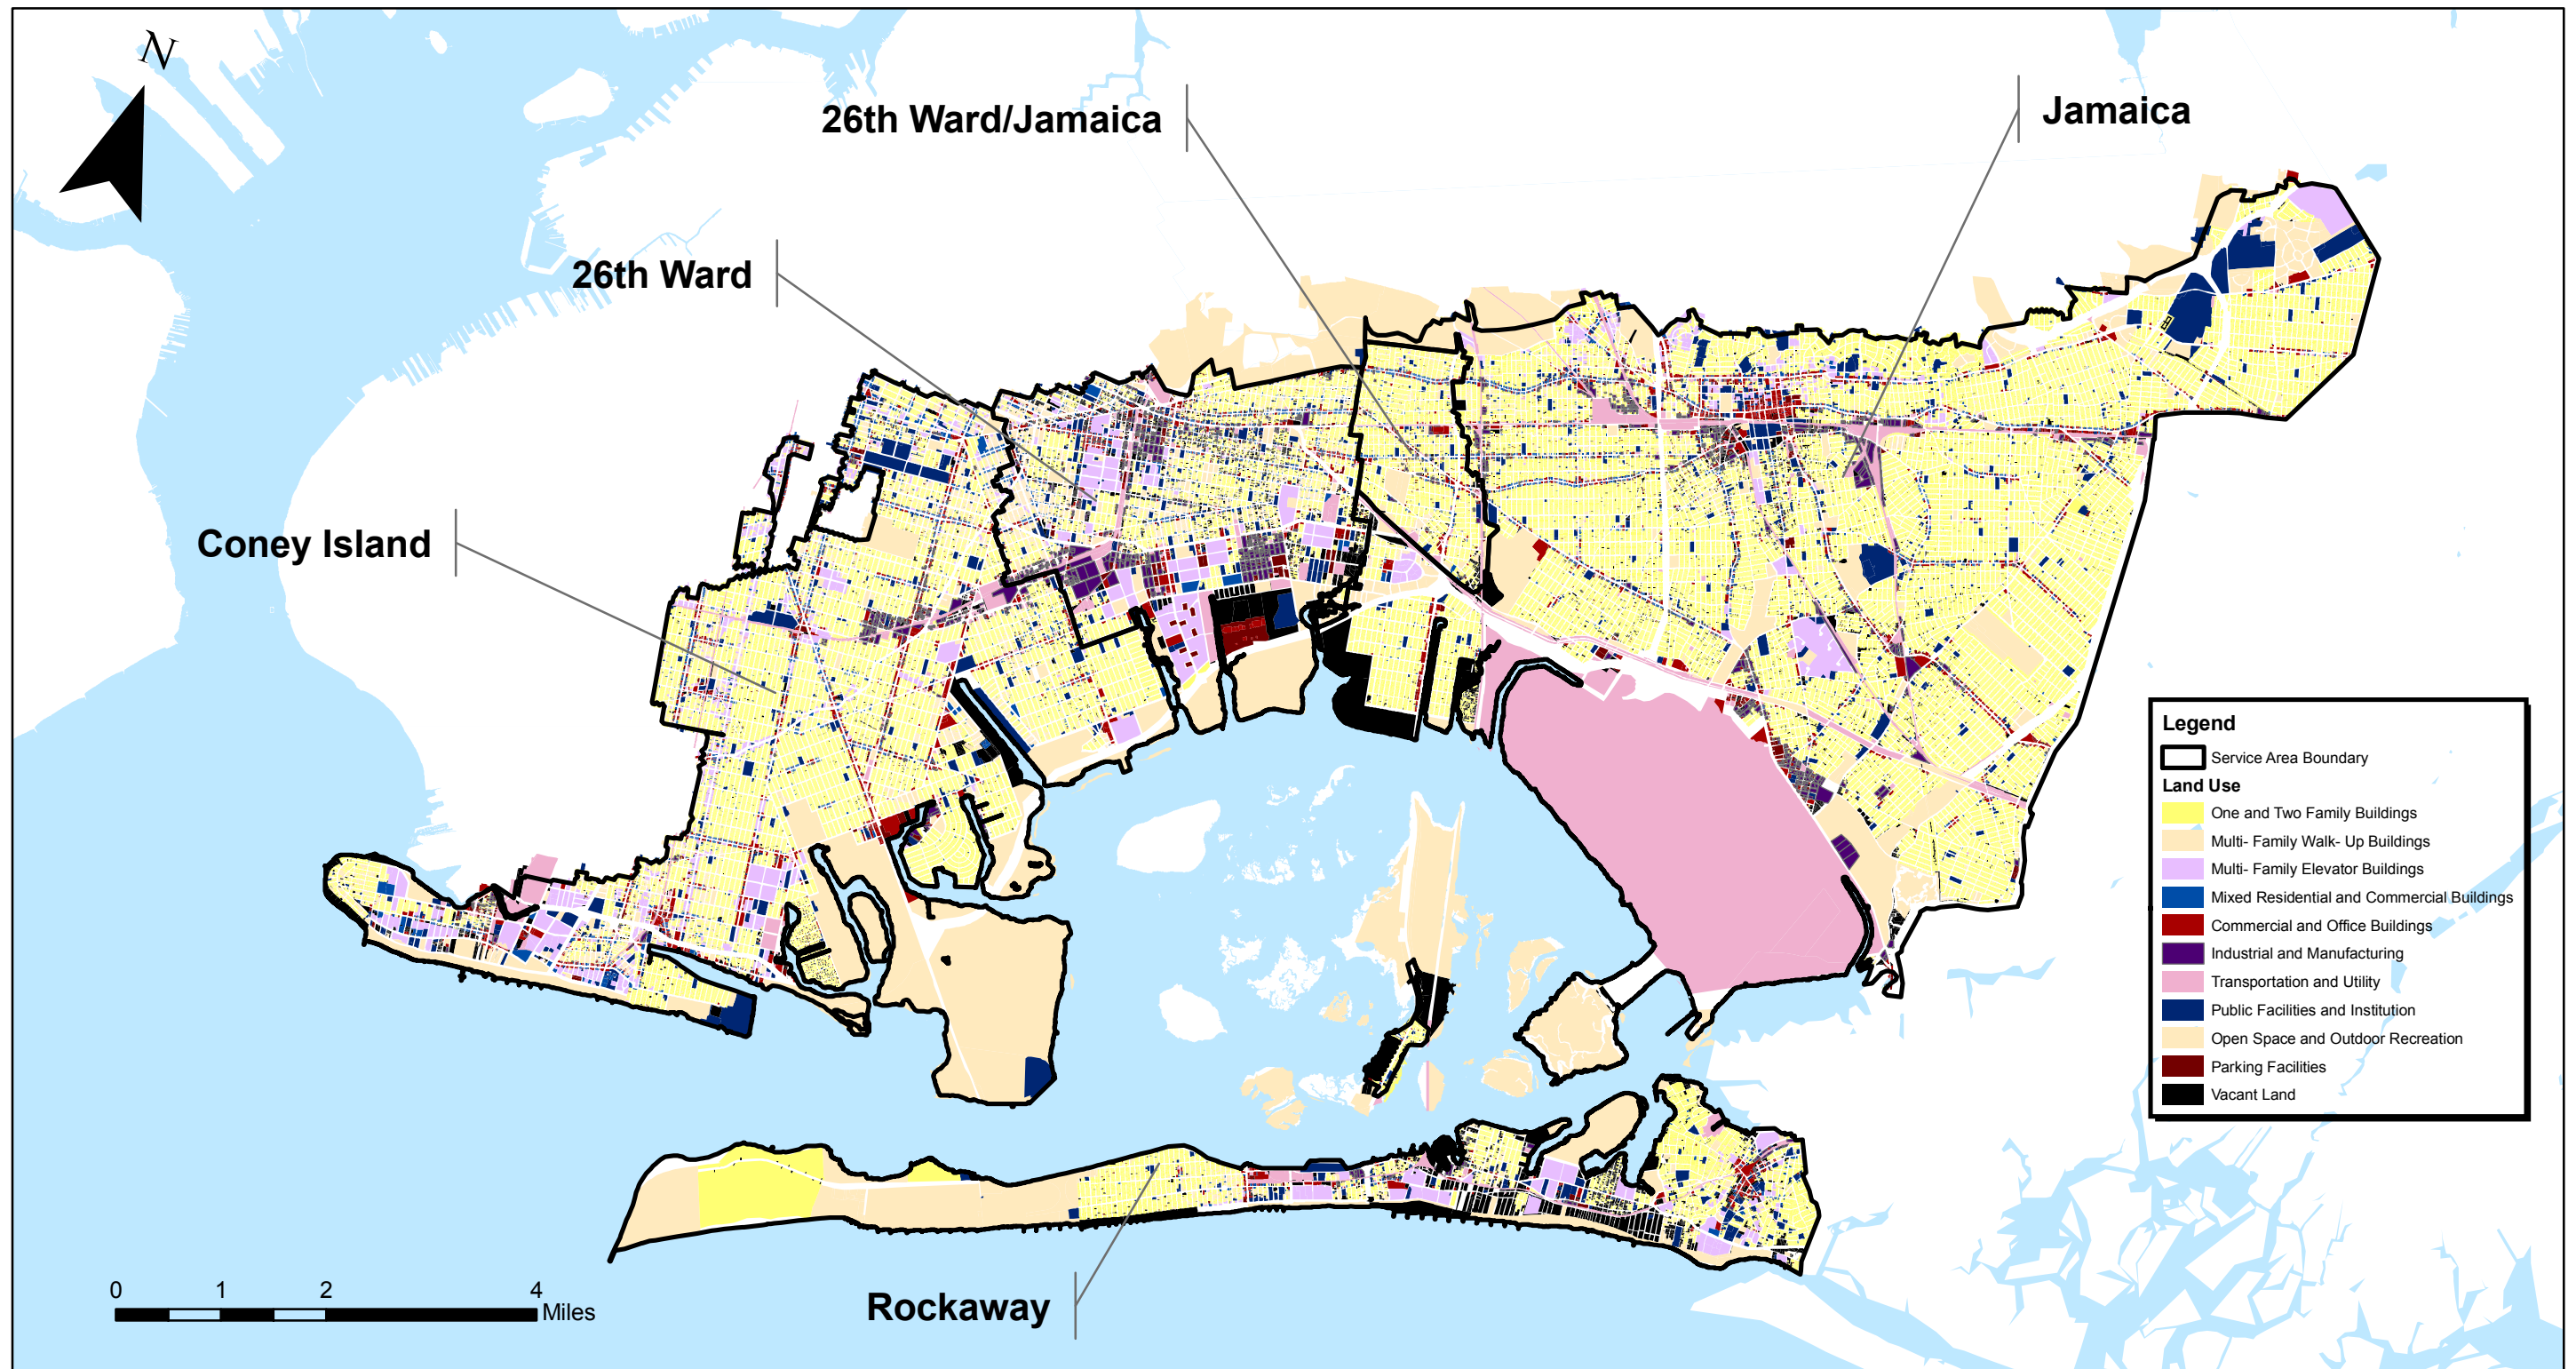 N
26th Ward/Jamaica
Jamaica
26th Ward
Coney Island
Rockaway
0 1 2 4
Miles
Legend
Service Area Boundary
Land Use
One and Two Family Buildings
Multi- Family Walk- Up Buildings
Multi- Family Elevator Buildings
Mixed Residential and Commercial Buildings
Commercial and Office Buildings
Industrial and Manufacturing
Transportation and Utility
Public Facilities and Institution
Open Space and Outdoor Recreation
Parking Facilities
Vacant Land